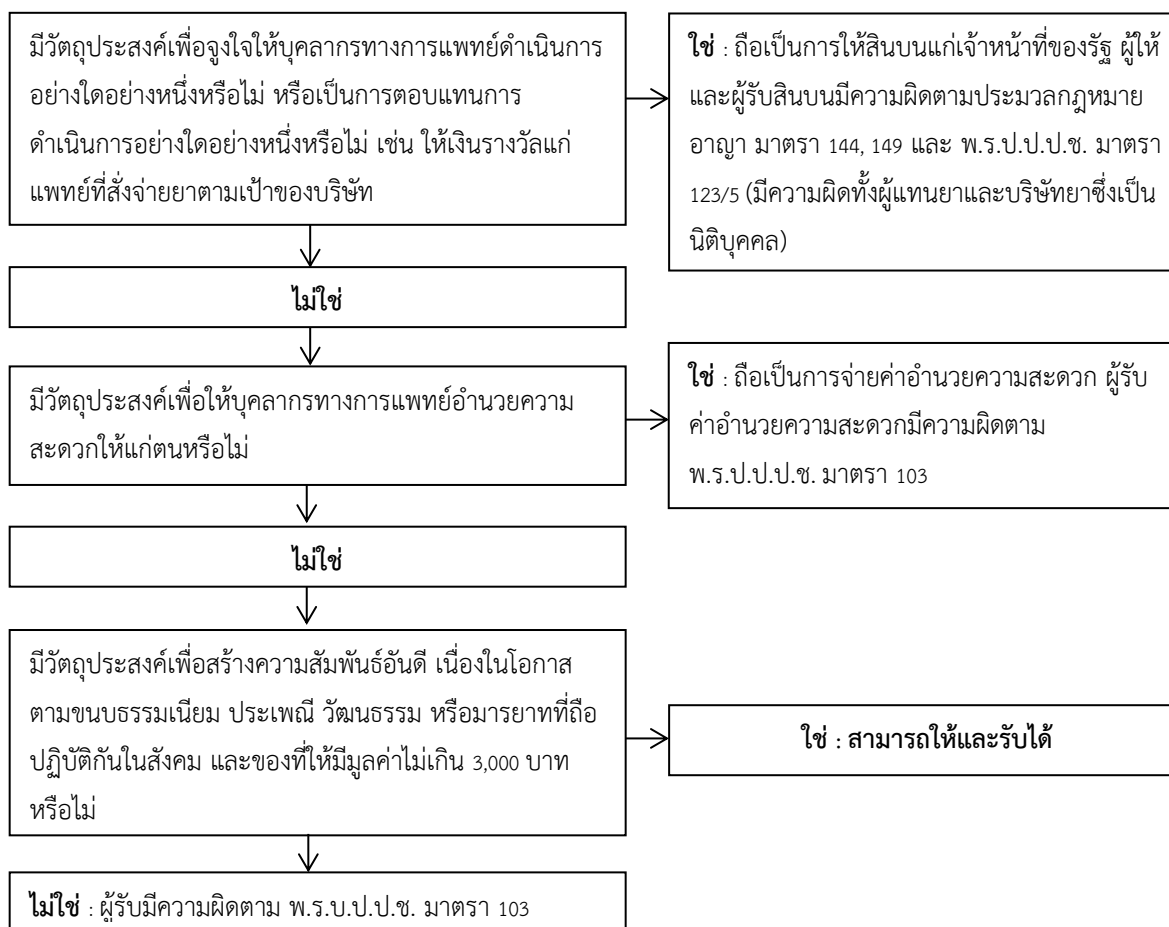 มีวัตถุประสงค์เพื่อจูงใจให้บุคลากรทางการแพทย์ดำเนินการ
อย่างใดอย่างหนึ่งหรือไม่ หรือเป็นการตอบแทนการ
ดำเนินการอย่างใดอย่างหนึ่งหรือไม่ เช่น ให้เงินรางวัลแก่
แพทย์ที่สั่งจ่ายยาตามเป้าของบริษัท
ใช่ : ถือเป็นการให้สินบนแก่เจ้าหน้าที่ของรัฐ ผู้ให้
และผู้รับสินบนมีความผิดตามประมวลกฎหมาย
อาญา มาตรา 144, 149 และ พ.ร.ป.ป.ป.ช. มาตรา
123/5 (มีความผิดทั้งผู้แทนยาและบริษัทยาซึ่งเป็น
นิติบุคคล)
ไม่ใช่
มีวัตถุประสงค์เพื่อให้บุคลากรทางการแพทย์อำนวยความ
สะดวกให้แก่ตนหรือไม่
ใช่ : ถือเป็นการจ่ายค่าอำนวยความสะดวก ผู้รับ
ค่าอำนวยความสะดวกมีความผิดตาม
พ.ร.ป.ป.ป.ช. มาตรา 103
ไม่ใช่
มีวัตถุประสงค์เพื่อสร้างความสัมพันธ์อันดี เนื่องในโอกาส
ตามขนบธรรมเนียม ประเพณี วัฒนธรรม หรือมารยาทที่ถือ
ปฏิบัติกันในสังคม และของที่ให้มีมูลค่าไม่เกิน 3,000 บาท
หรือไม่
ใช่ : สามารถให้และรับได้
ไม่ใช่ : ผู้รับมีความผิดตาม พ.ร.บ.ป.ป.ช. มาตรา 103